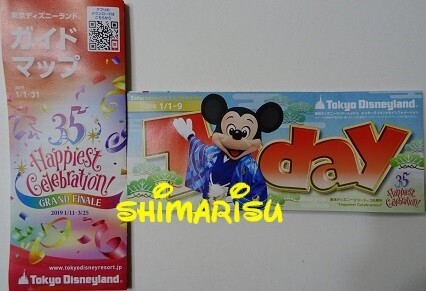 東京ディズニーランド
ガイド
マップ
1/1-31
35
Happiest
Celebration!
GRAND FINALE
2019 1/11-3/25
www.tokyodisneyresort.jp
Tokyo Disneyland
1/1-9
Tokyo Disneyland
Today
35
Happiest
Celebration!
SHIMARISU